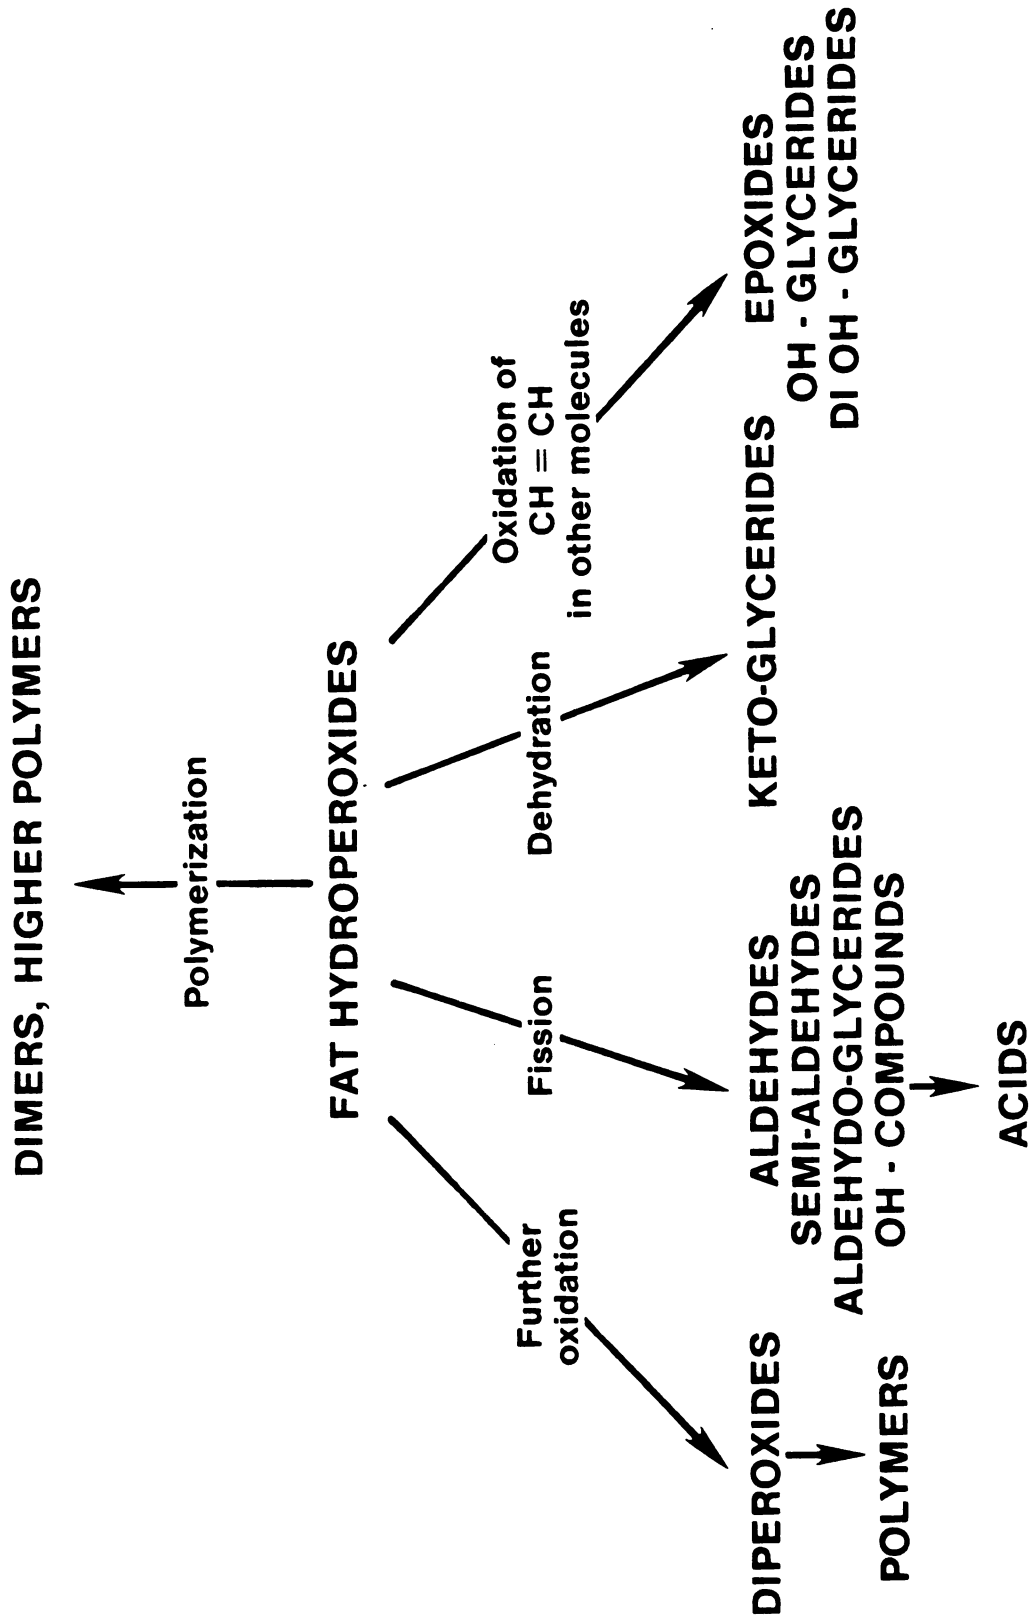 DIMERS, HIGHER POLYMERS
Polymerization
FAT HYDROPEROXIDES
Further
oxidation
Fission
Dehydration
Oxidation of
CH = CH
in other molecules
DIPEROXIDES
POLYMERS
ALDEHYDES
SEMI-ALDEHYDES
ALDEHYDO-GLYCERIDES
OH - COMPOUNDS
ACIDS
KETO-GLYCERIDES
EPOXIDES
OH - GLYCERIDES
DI OH - GLYCERIDES